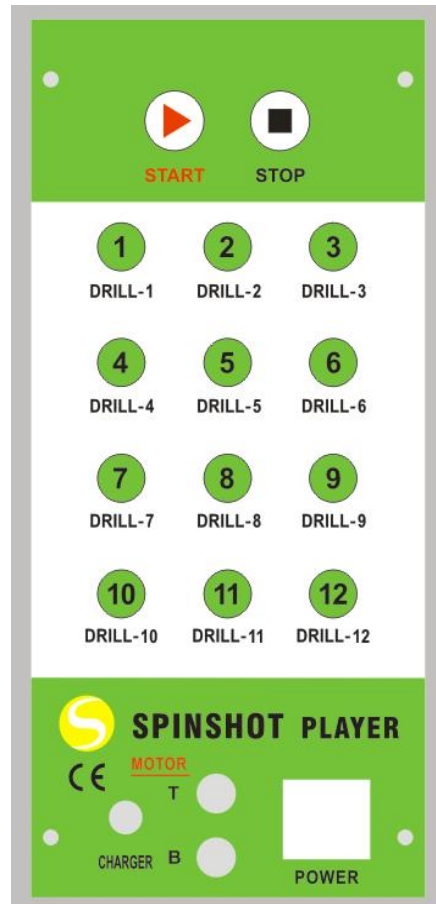 START STOP
1 2 3
DRILL-1 DRILL-2 DRILL-3
4 5 6
DRILL-4 DRILL-5 DRILL-6
7 8 9
DRILL-7 DRILL-8 DRILL-9
10 11 12
DRILL-10 DRILL-11 DRILL-12
SPINSHOT PLAYER
CE MOTOR
T
CHARGER B
POWER